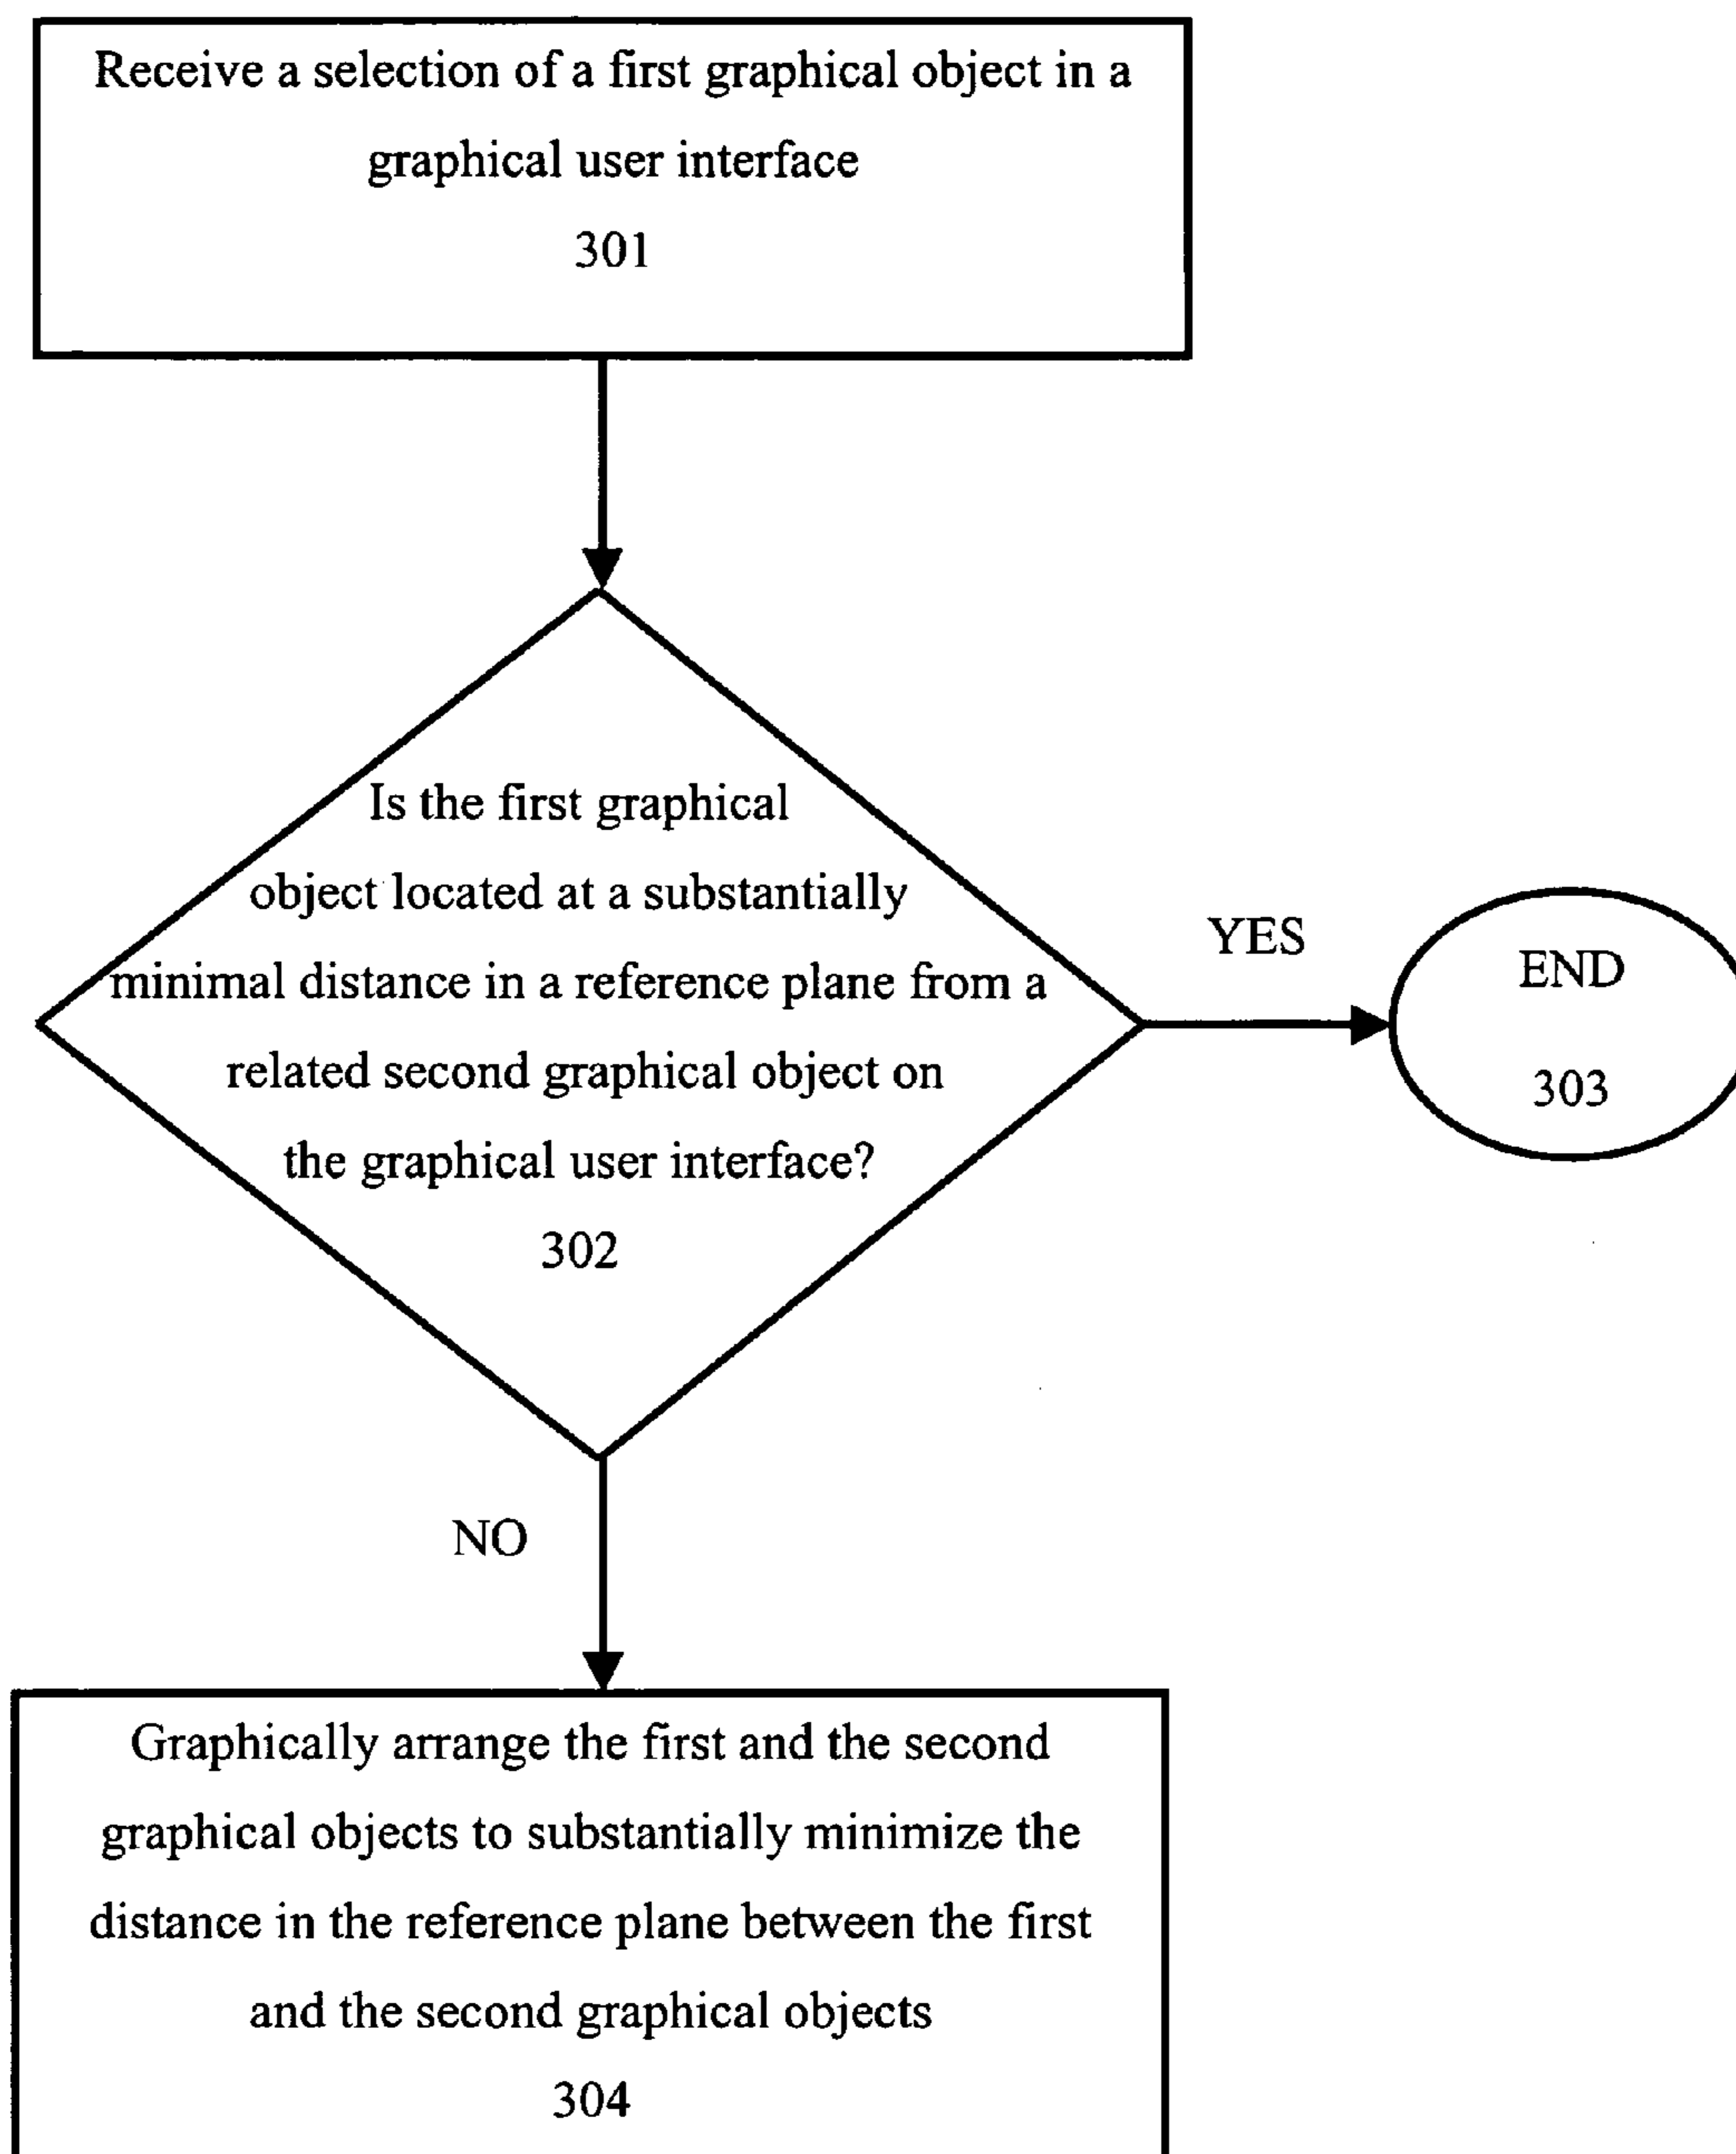 Receive a selection of a first graphical object in a
graphical user interface
301
Is the first graphical
object located at a substantially
minimal distance in a reference plane from a
related second graphical object on
the graphical user interface?
302
YES
END
303
NO
Graphically arrange the first and the second
graphical objects to substantially minimize the
distance in the reference plane between the first
and the second graphical objects
304